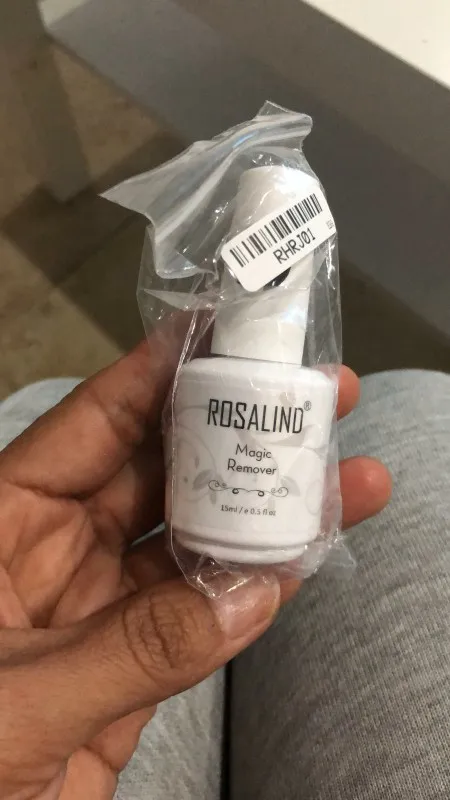 RHRJ01
ROSALIND®
Magic
Remover
15ml / e 0.5 fl oz